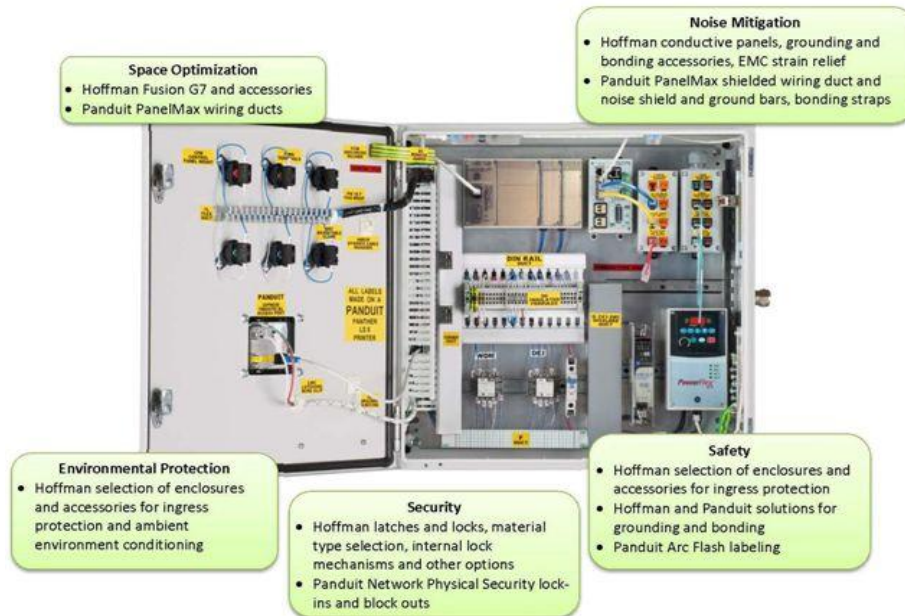 Noise Mitigation
• Hoffman conductive panels, grounding and
bonding accessories, EMC strain relief
• Panduit PanelMax shielded wiring duct and
noise shield and ground bars, bonding straps
Space Optimization
• Hoffman Fusion G7 and accessories
• Panduit PanelMax wiring ducts
DIN RAIL
DUCT
PANDUIT
ALL LABELS
MADE ON A
PANDUIT
PANTHER
PRINTER
PowerFlex
DUCT
Environmental Protection
• Hoffman selection of enclosures
and accessories for ingress
protection and ambient
environment conditioning
Security
• Hoffman latches and locks, material
type selection, internal lock
mechanisms and other options
• Panduit Network Physical Security lock-
ins and block outs
Safety
• Hoffman selection of enclosures and
accessories for ingress protection
• Hoffman and Panduit solutions for
grounding and bonding
• Panduit Arc Flash labeling